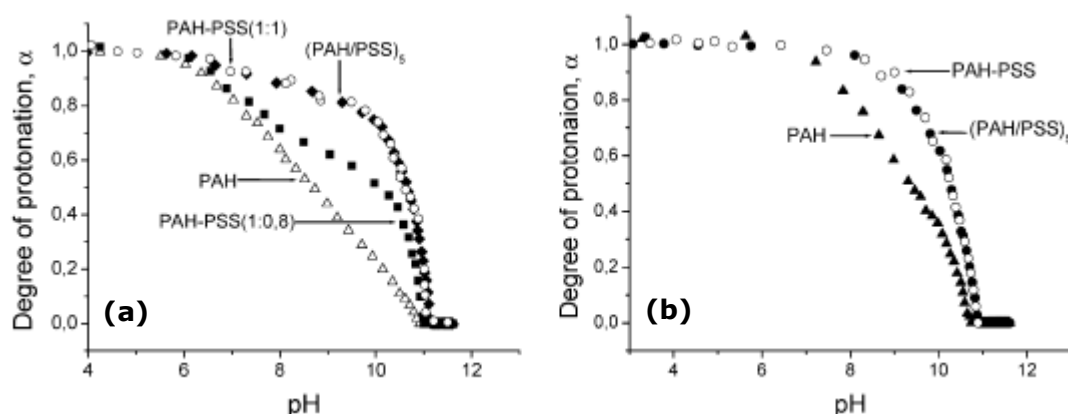 PAH-PSS(1:1)
(PAH/PSS)5
PAH
PAH-PSS(1:0,8)
Degree of protonation, α
1,0
0,8
0,6
0,4
0,2
0,0
(a)
4 6 8 10 12
pH
PAH-PSS
PAH
(PAH/PSS)5
Degree of protonaion, α
1,0
0,8
0,6
0,4
0,2
0,0
(b)
4 6 8 10 12
pH